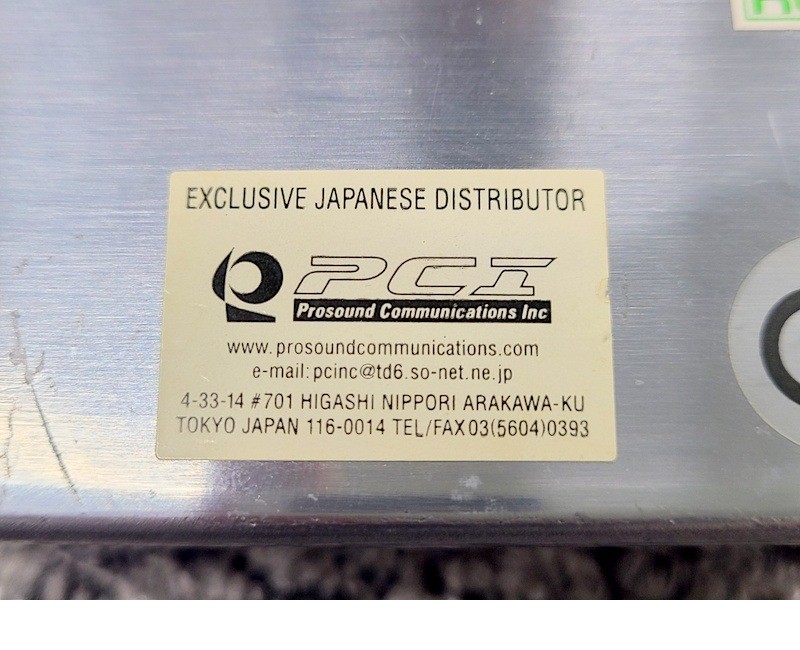 EXCLUSIVE JAPANESE DISTRIBUTOR
PCI
Prosound Communications Inc
www.prosoundcommunications.com
e-mail:pcinc@td6.so-net.ne.jp
4-33-14 #701 HIGASHI NIPPORI ARAKAWA-KU
TOKYO JAPAN 116-0014 TEL/FAX03(5604)0393